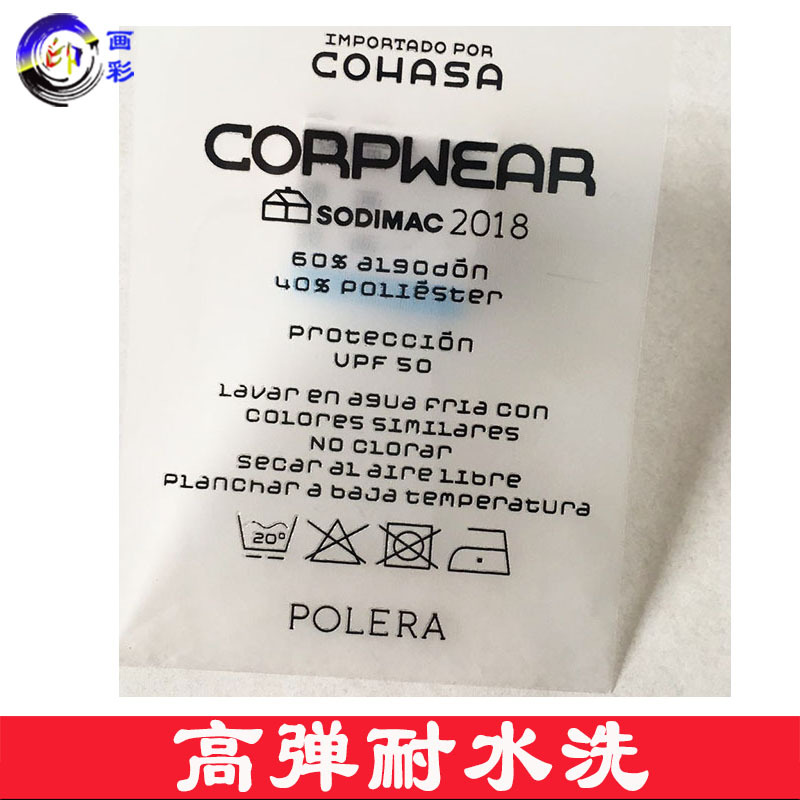 印
画彩
IMPORTADO POR
COHASA
CORPWEAR
SODIMAC 2018
60% algodón
40% POLIÉSTER
PROTECCIÓN
UPF 50
LAVAR EN AGUA FRIA CON
COLORES SIMILARES
NO CLORAR
SECAR AL AIRE LIBRE
PLANCHAR A BAJA TEMPERATURA
20°
POLERA
高弹耐水洗